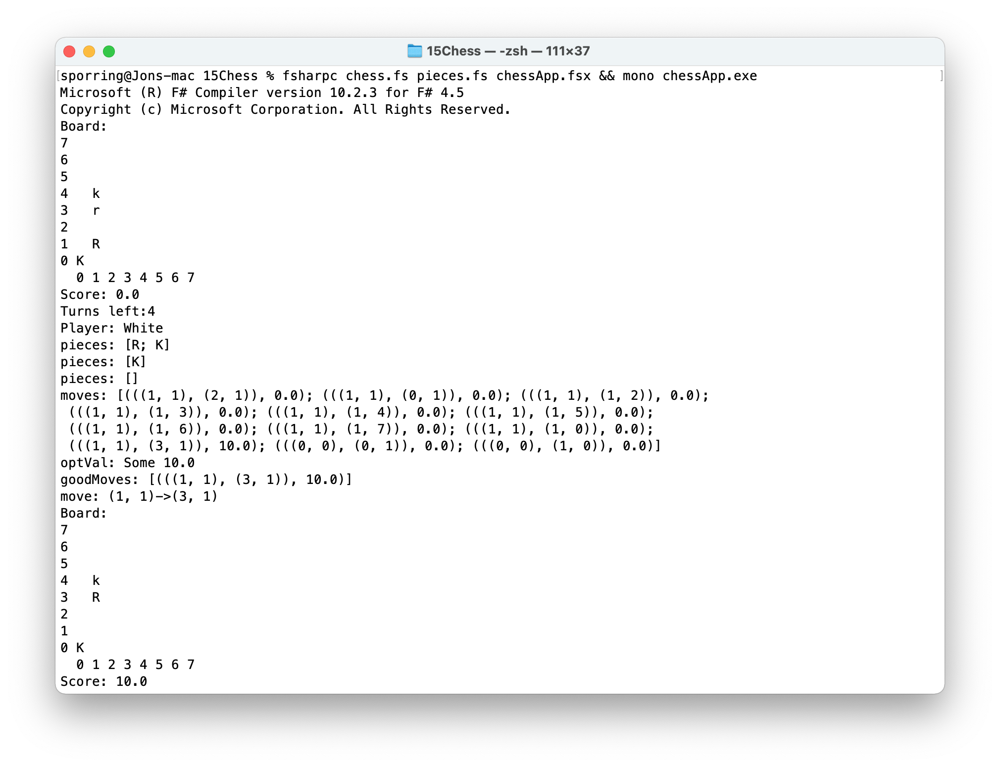 15Chess — -zsh — 111×37
[sporring@Jons-mac 15Chess % fsharpc chess.fs pieces.fs chessApp.fsx && mono chessApp.exe ]
Microsoft (R) F# Compiler version 10.2.3 for F# 4.5
Copyright (c) Microsoft Corporation. All Rights Reserved.
Board:
7
6
5
4   k
3   r
2
1   R
0 K
  0 1 2 3 4 5 6 7
Score: 0.0
Turns left:4
Player: White
pieces: [R; K]
pieces: [K]
pieces: []
moves: [(((1, 1), (2, 1)), 0.0); (((1, 1), (0, 1)), 0.0); (((1, 1), (1, 2)), 0.0);
 (((1, 1), (1, 3)), 0.0); (((1, 1), (1, 4)), 0.0); (((1, 1), (1, 5)), 0.0);
 (((1, 1), (1, 6)), 0.0); (((1, 1), (1, 7)), 0.0); (((1, 1), (1, 0)), 0.0);
 (((1, 1), (3, 1)), 10.0); (((0, 0), (0, 1)), 0.0); (((0, 0), (1, 0)), 0.0)]
optVal: Some 10.0
goodMoves: [(((1, 1), (3, 1)), 10.0)]
move: (1, 1)->(3, 1)
Board:
7
6
5
4   k
3   R
2
1
0 K
  0 1 2 3 4 5 6 7
Score: 10.0